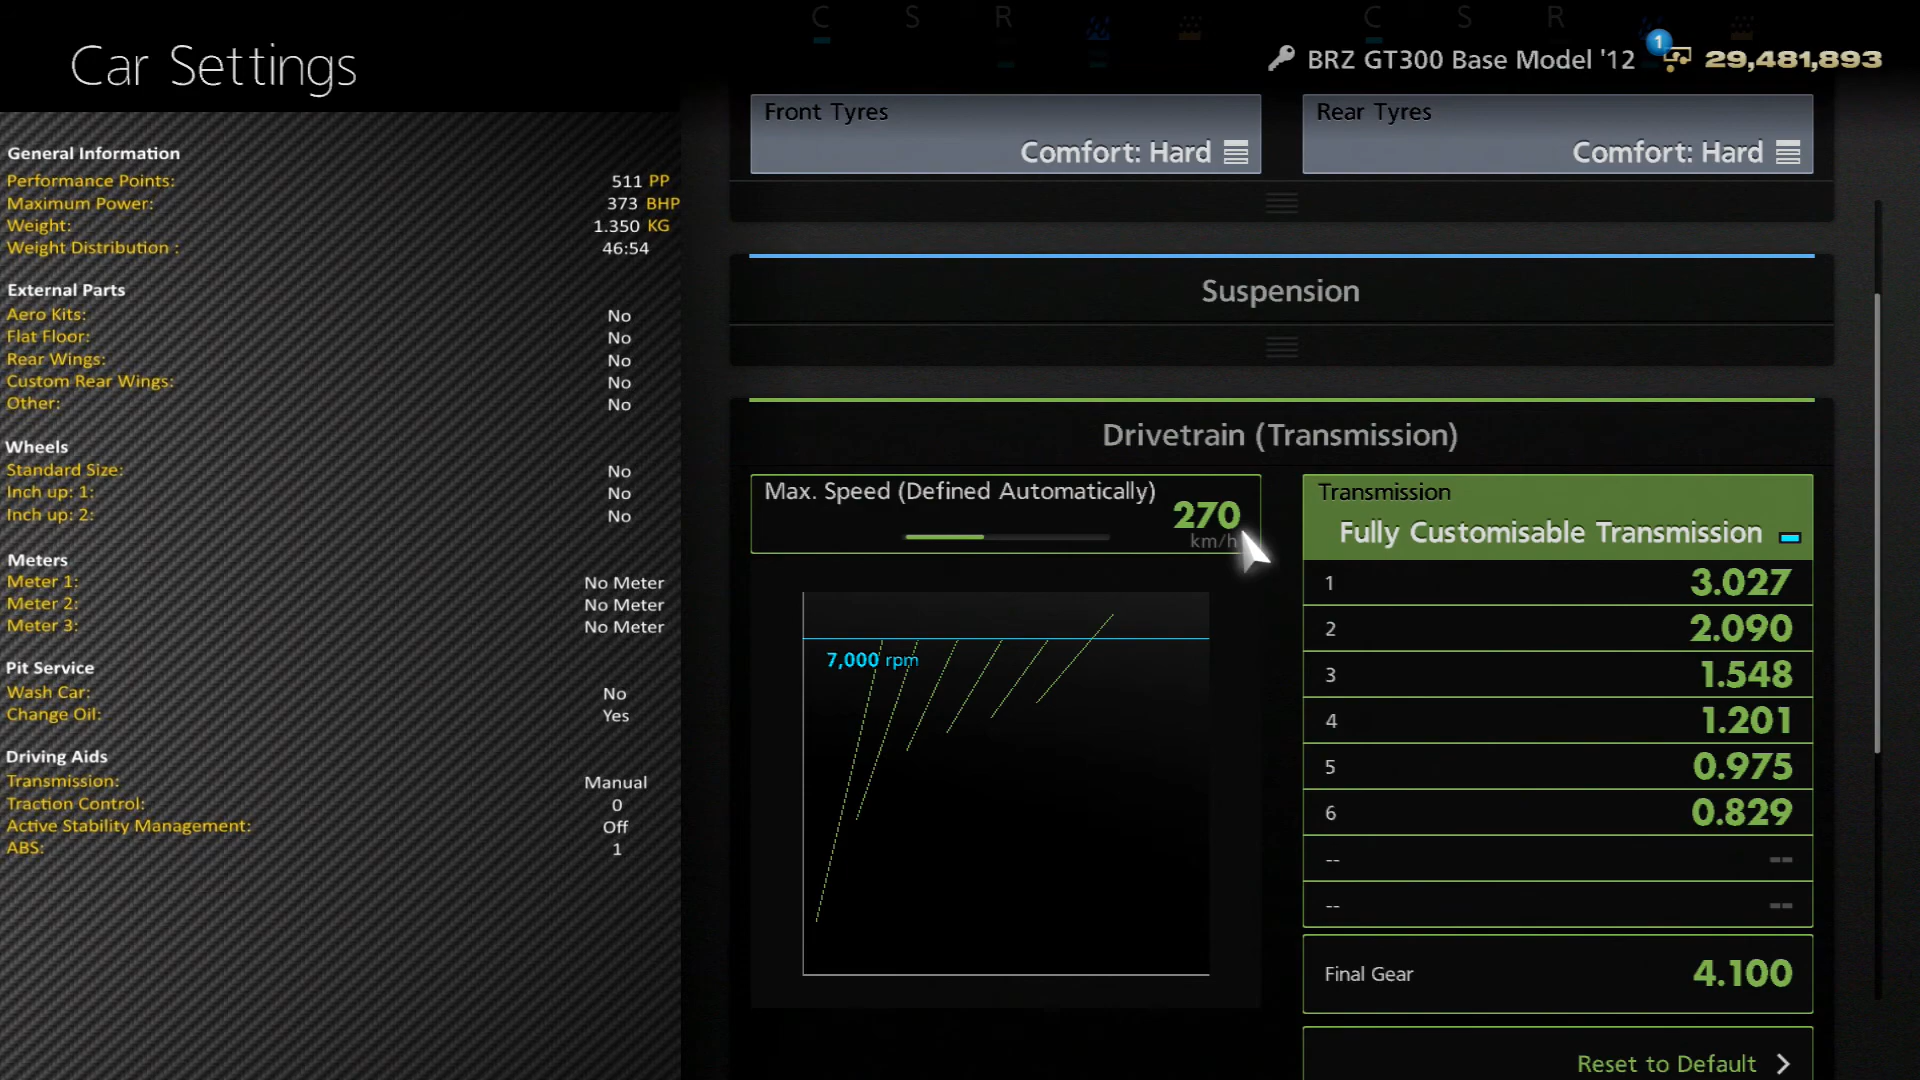 C S R C S R
Car Settings
BRZ GT300 Base Model '12
1
29,481,893
Front Tyres
Comfort: Hard
Rear Tyres
Comfort: Hard
General Information
Performance Points: 511 PP
Maximum Power: 373 BHP
Weight: 1.350 KG
Weight Distribution : 46:54
External Parts
Aero Kits: No
Flat Floor: No
Rear Wings: No
Custom Rear Wings: No
Other: No
Wheels
Standard Size: No
Inch up: 1: No
Inch up: 2: No
Meters
Meter 1: No Meter
Meter 2: No Meter
Meter 3: No Meter
Pit Service
Wash Car: No
Change Oil: Yes
Driving Aids
Transmission: Manual
Traction Control: 0
Active Stability Management: Off
ABS: 1
Suspension
Drivetrain (Transmission)
Max. Speed (Defined Automatically)
270
km/h
7,000 rpm
Transmission
Fully Customisable Transmission
1 3.027
2 2.090
3 1.548
4 1.201
5 0.975
6 0.829
-- --
-- --
Final Gear 4.100
Reset to Default